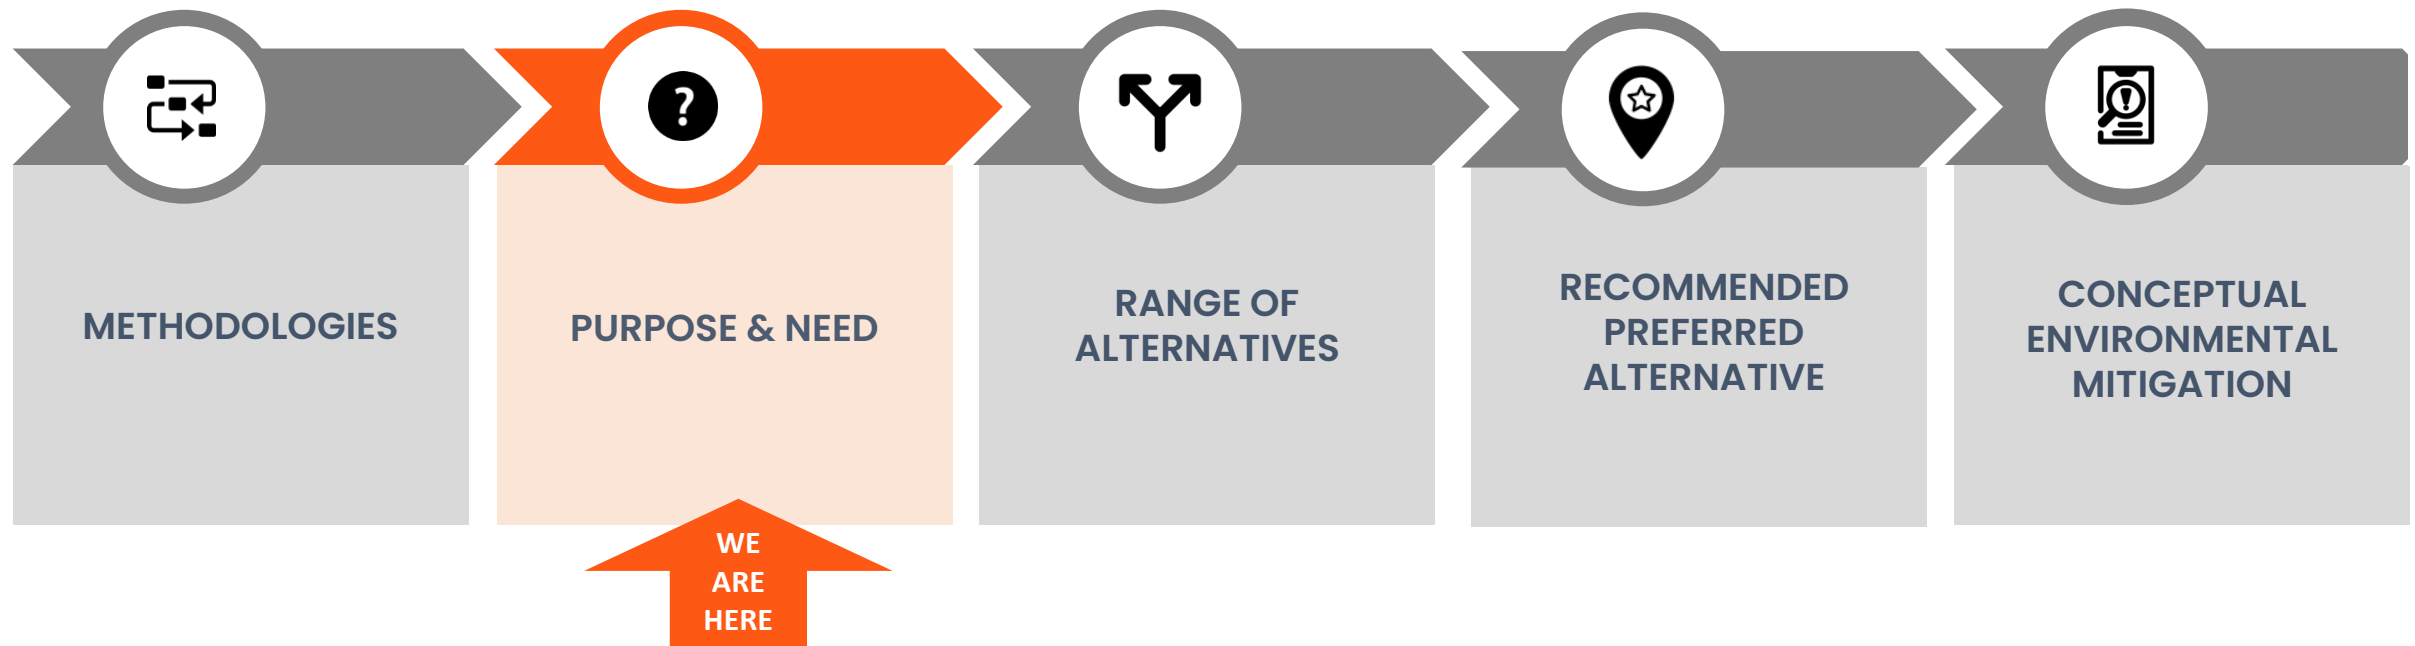 METHODOLOGIES
PURPOSE & NEED
RANGE OF
ALTERNATIVES
RECOMMENDED
PREFERRED
ALTERNATIVE
CONCEPTUAL
ENVIRONMENTAL
MITIGATION
WE
ARE
HERE